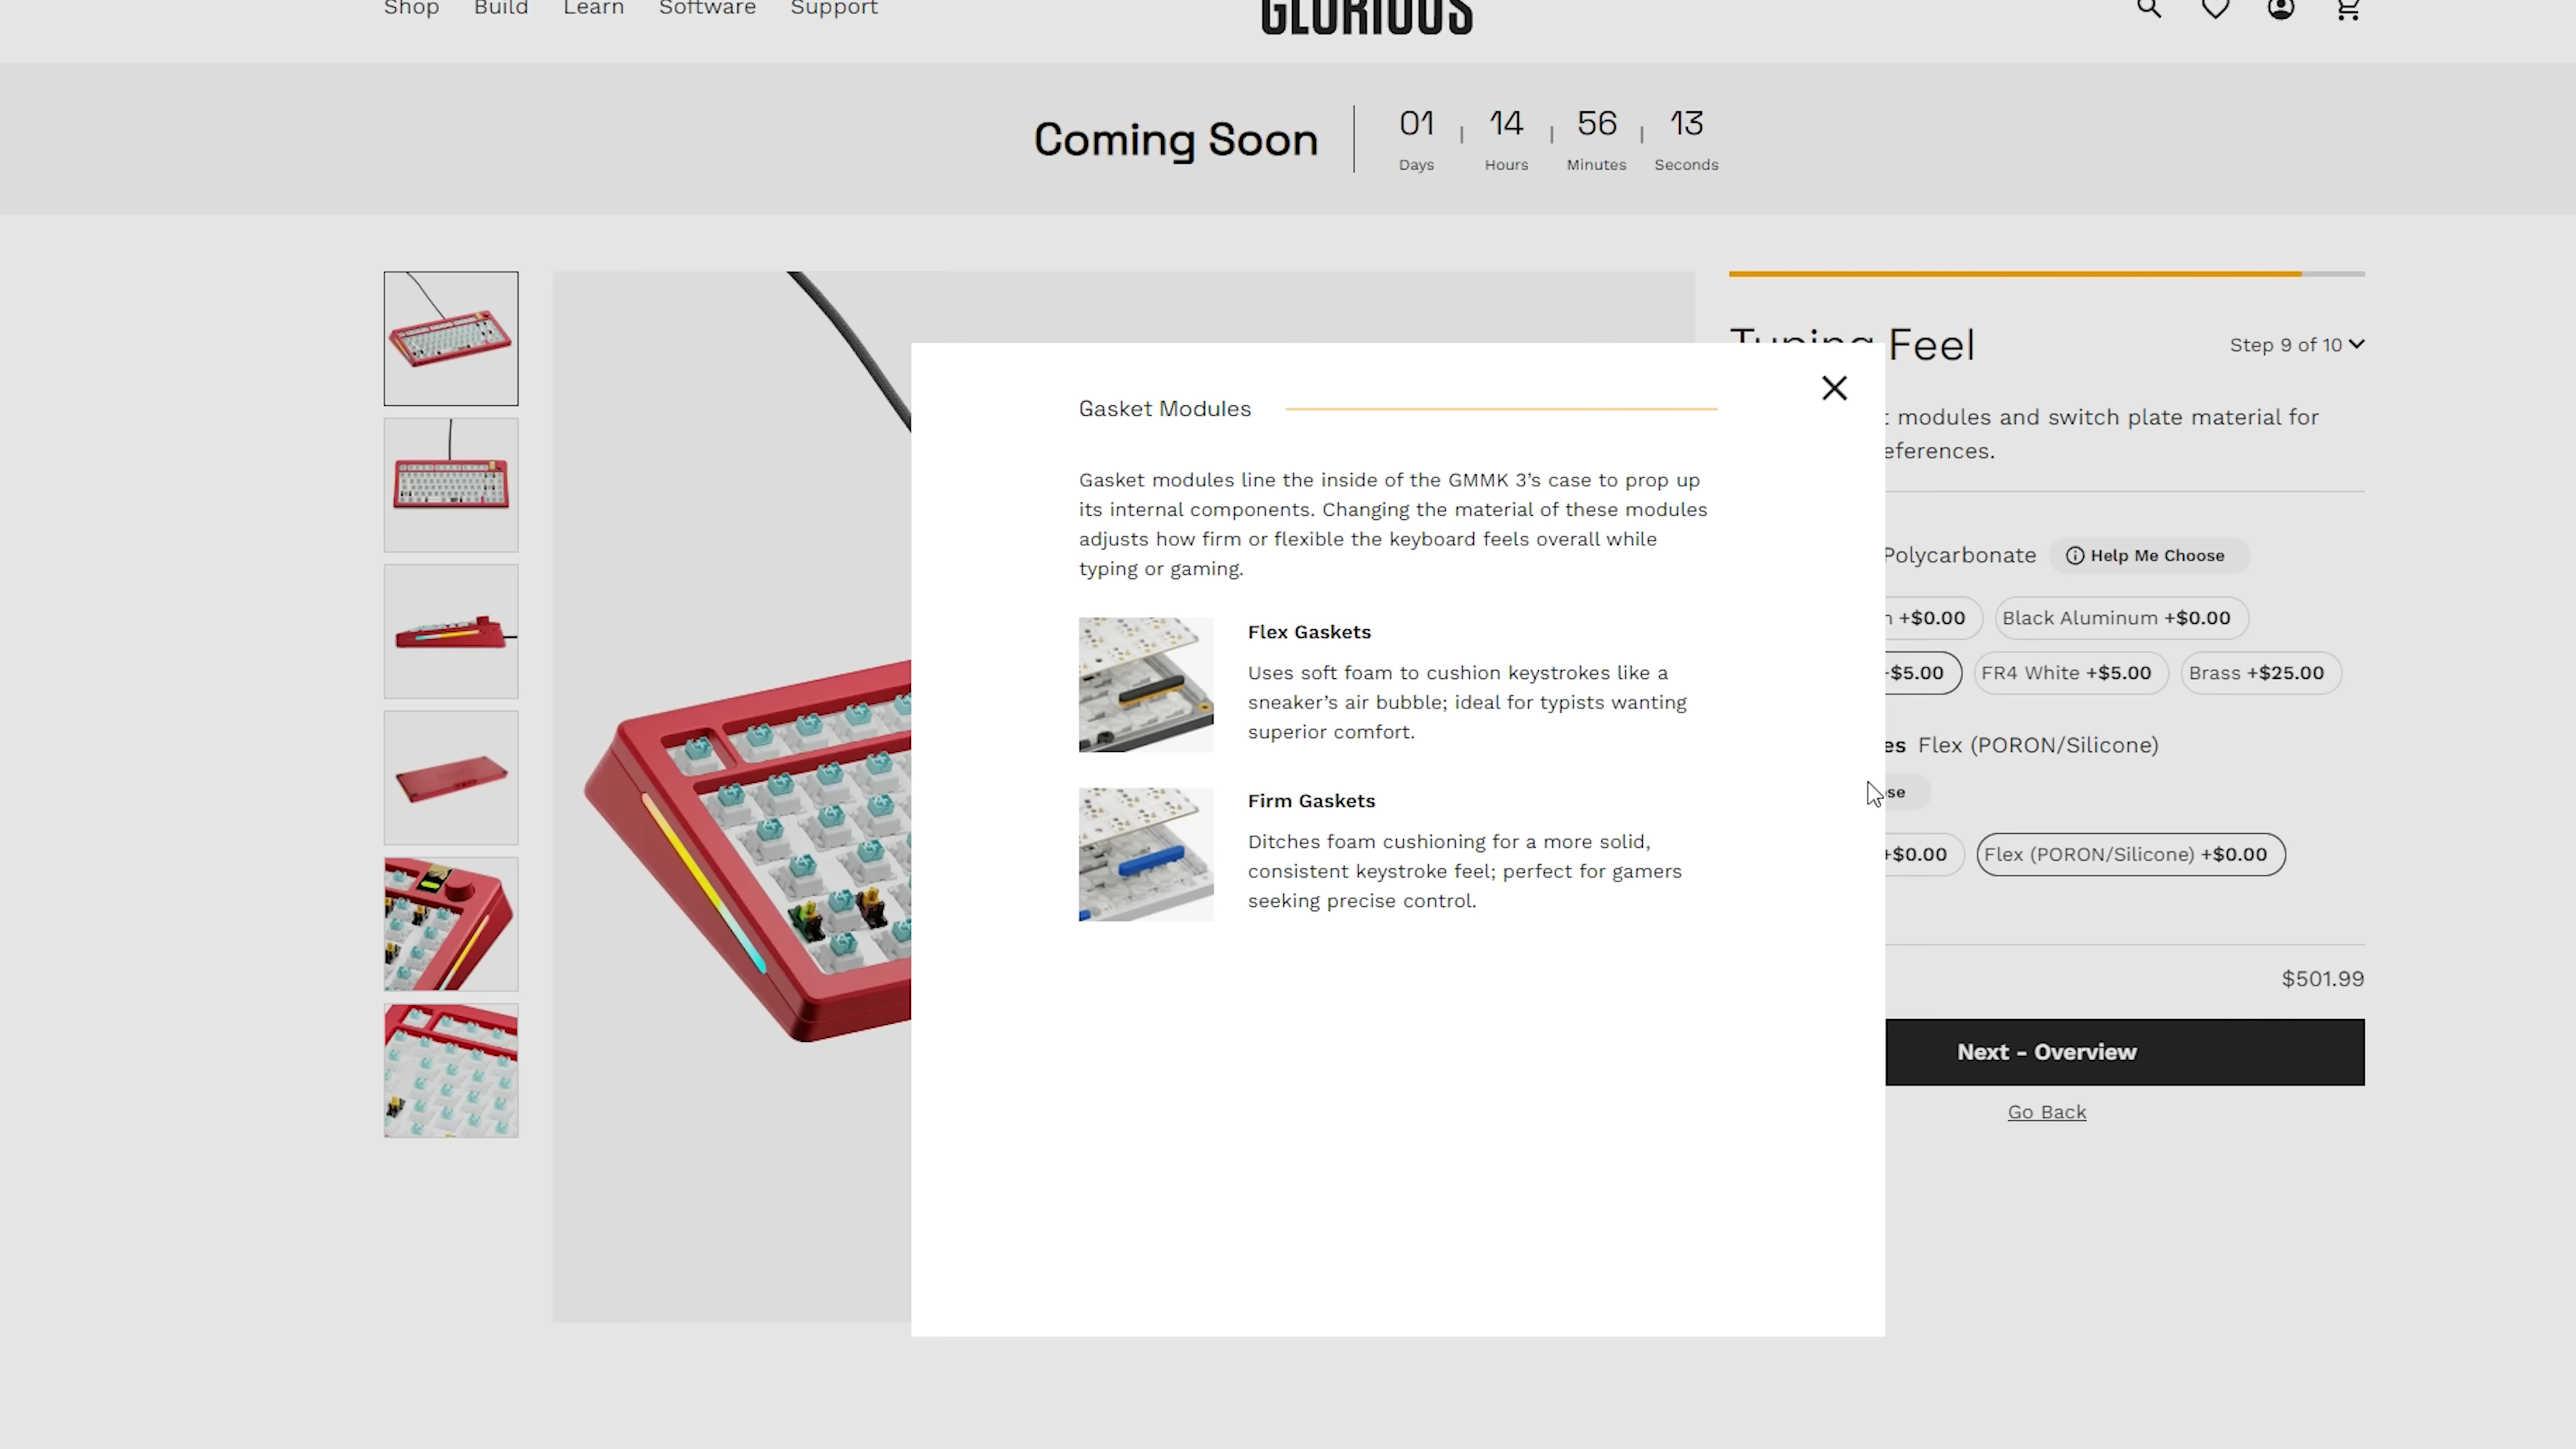 Shop Build Learn Software Support
GLORIOUS
Coming Soon
01 14 56 13
Days Hours Minutes Seconds
Feel
Step 9 of 10
modules and switch plate material for
Polycarbonate
Help Me Choose
+$0.00
Black Aluminum +$0.00
$5.00
FR4 White +$5.00
Brass +$25.00
Flex (PORON/Silicone)
+$0.00
Flex (PORON/Silicone) +$0.00
$501.99
Next - Overview
Go Back
Gasket Modules
Gasket modules line the inside of the GMMK 3’s case to prop up
its internal components. Changing the material of these modules
adjusts how firm or flexible the keyboard feels overall while
typing or gaming.
Flex Gaskets
Uses soft foam to cushion keystrokes like a
sneaker’s air bubble; ideal for typists wanting
superior comfort.
Firm Gaskets
Ditches foam cushioning for a more solid,
consistent keystroke feel; perfect for gamers
seeking precise control.